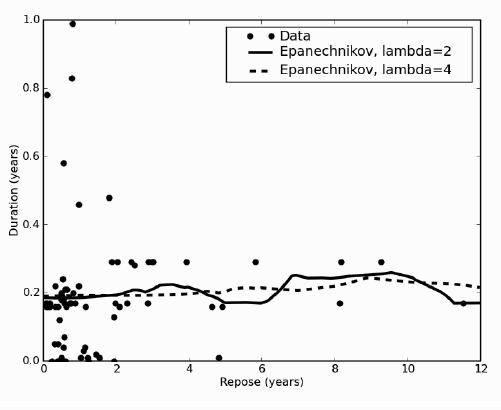 1.0
Data
Epanechnikov, lambda=2
Epanechnikov, lambda=4
0.8
0.6
Duration (years)
0.4
0.2
0.0
0 2 4 6 8 10 12
Repose (years)